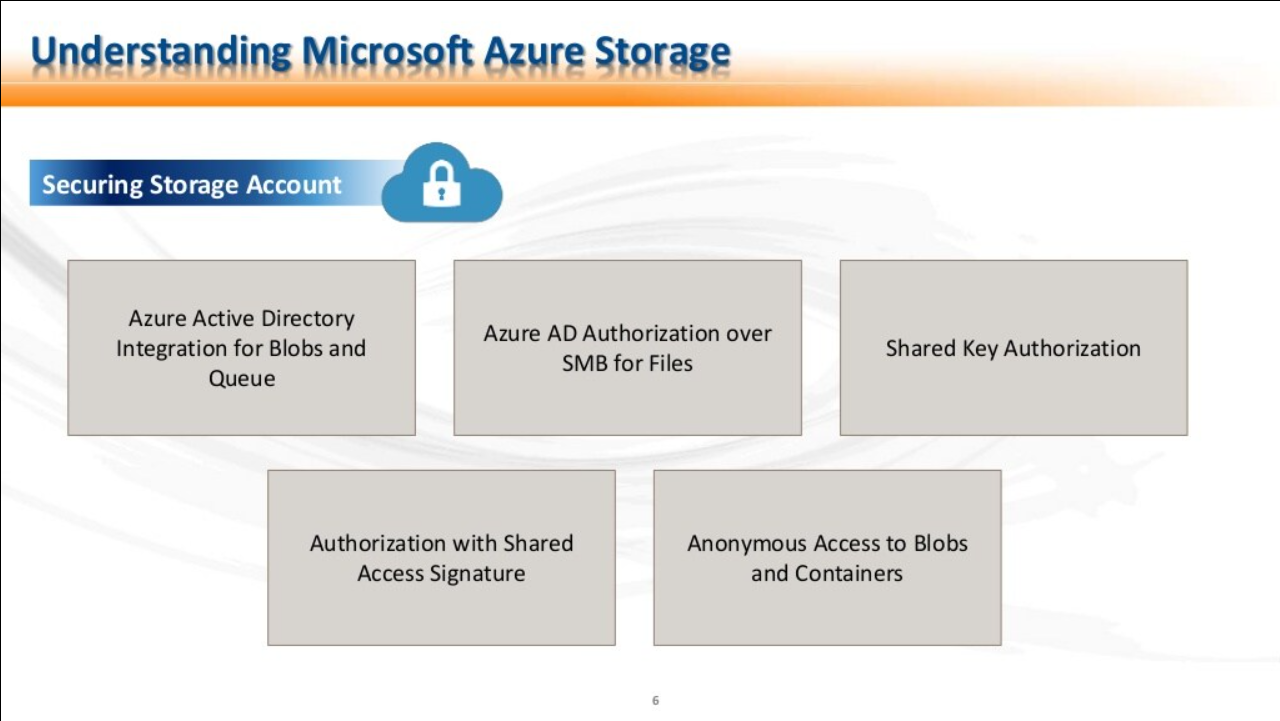 Understanding Microsoft Azure Storage
Securing Storage Account
Azure Active Directory
Integration for Blobs and
Queue
Azure AD Authorization over
SMB for Files
Shared Key Authorization
Authorization with Shared
Access Signature
Anonymous Access to Blobs
and Containers
6